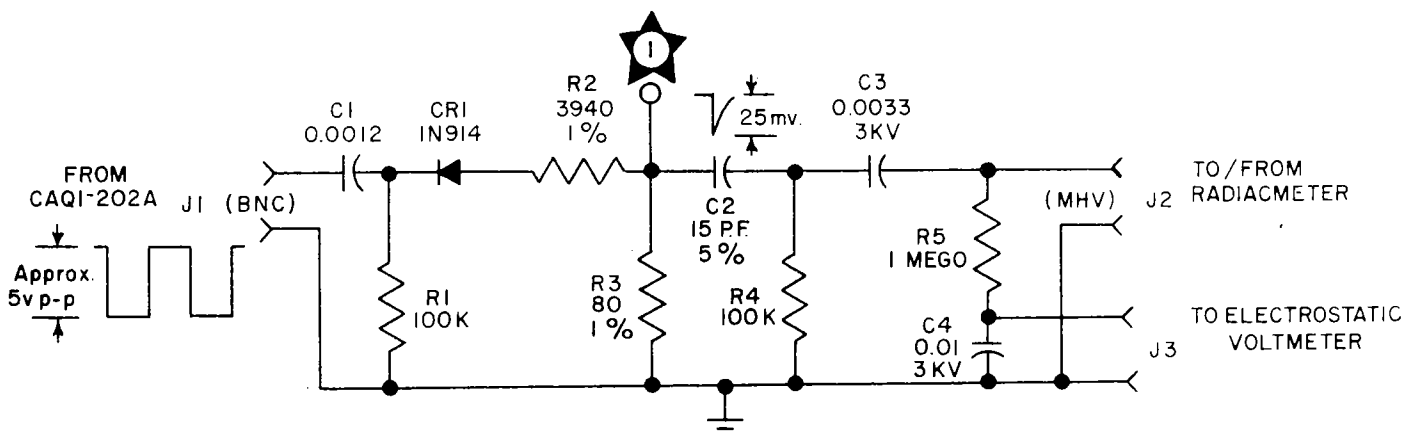 FROM
CAQI-202A
J1 (BNC)
Approx.
5v p-p
C1
0.0012
CR1
1N914
R1
100K
R2
3940
1%
1
R3
80
1%
25mv.
C2
15 P.F.
5%
R4
100K
C3
0.0033
3KV
R5
1 MEGO
C4
0.01
3KV
(MHV)
J2
TO/FROM
RADIACMETER
J3
TO ELECTROSTATIC
VOLTMETER